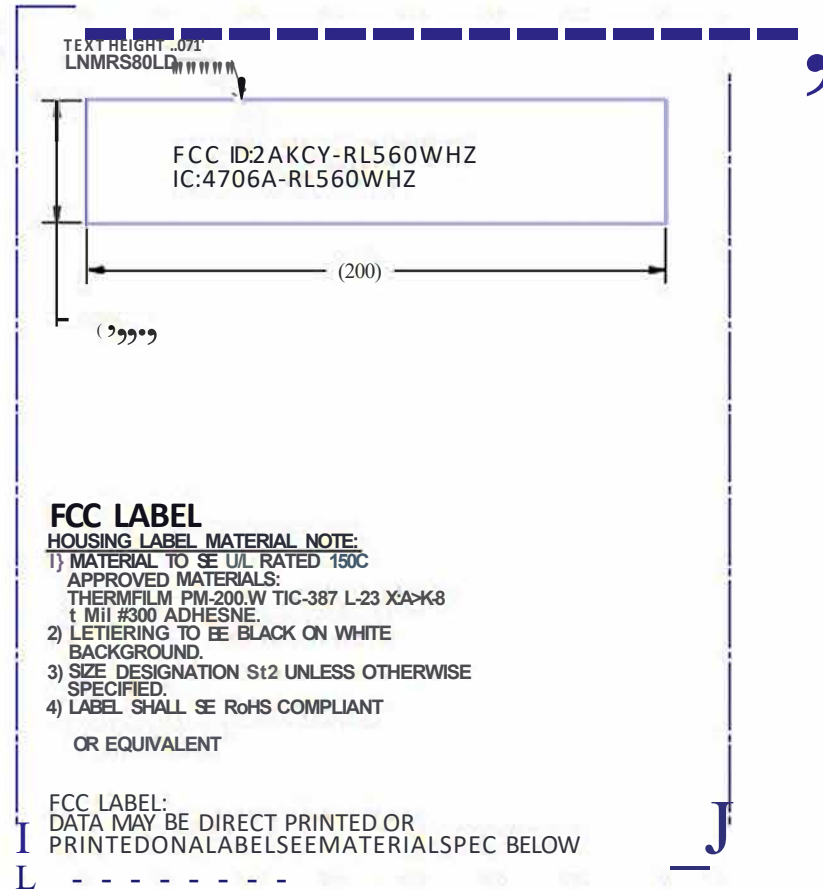 TEXT HEIGHT ..071'
LNMRS80LD
FCC ID:2AKCY-RL560WHZ
IC:4706A-RL560WHZ
(200)
FCC LABEL
HOUSING LABEL MATERIAL NOTE:
1} MATERIAL TO SE U/L RATED 150C
APPROVED MATERIALS:
THERMFILM PM-200.W TIC-387 L-23 X:A>K-8
t Mil #300 ADHESNE.
2) LETIERING TO BE BLACK ON WHITE
BACKGROUND.
3) SIZE DESIGNATION St2 UNLESS OTHERWISE
SPECIFIED.
4) LABEL SHALL SE RoHS COMPLIANT
OR EQUIVALENT
FCC LABEL:
DATA MAY BE DIRECT PRINTED OR
PRINTEDONALABELSEEMATERIALSPEC BELOW